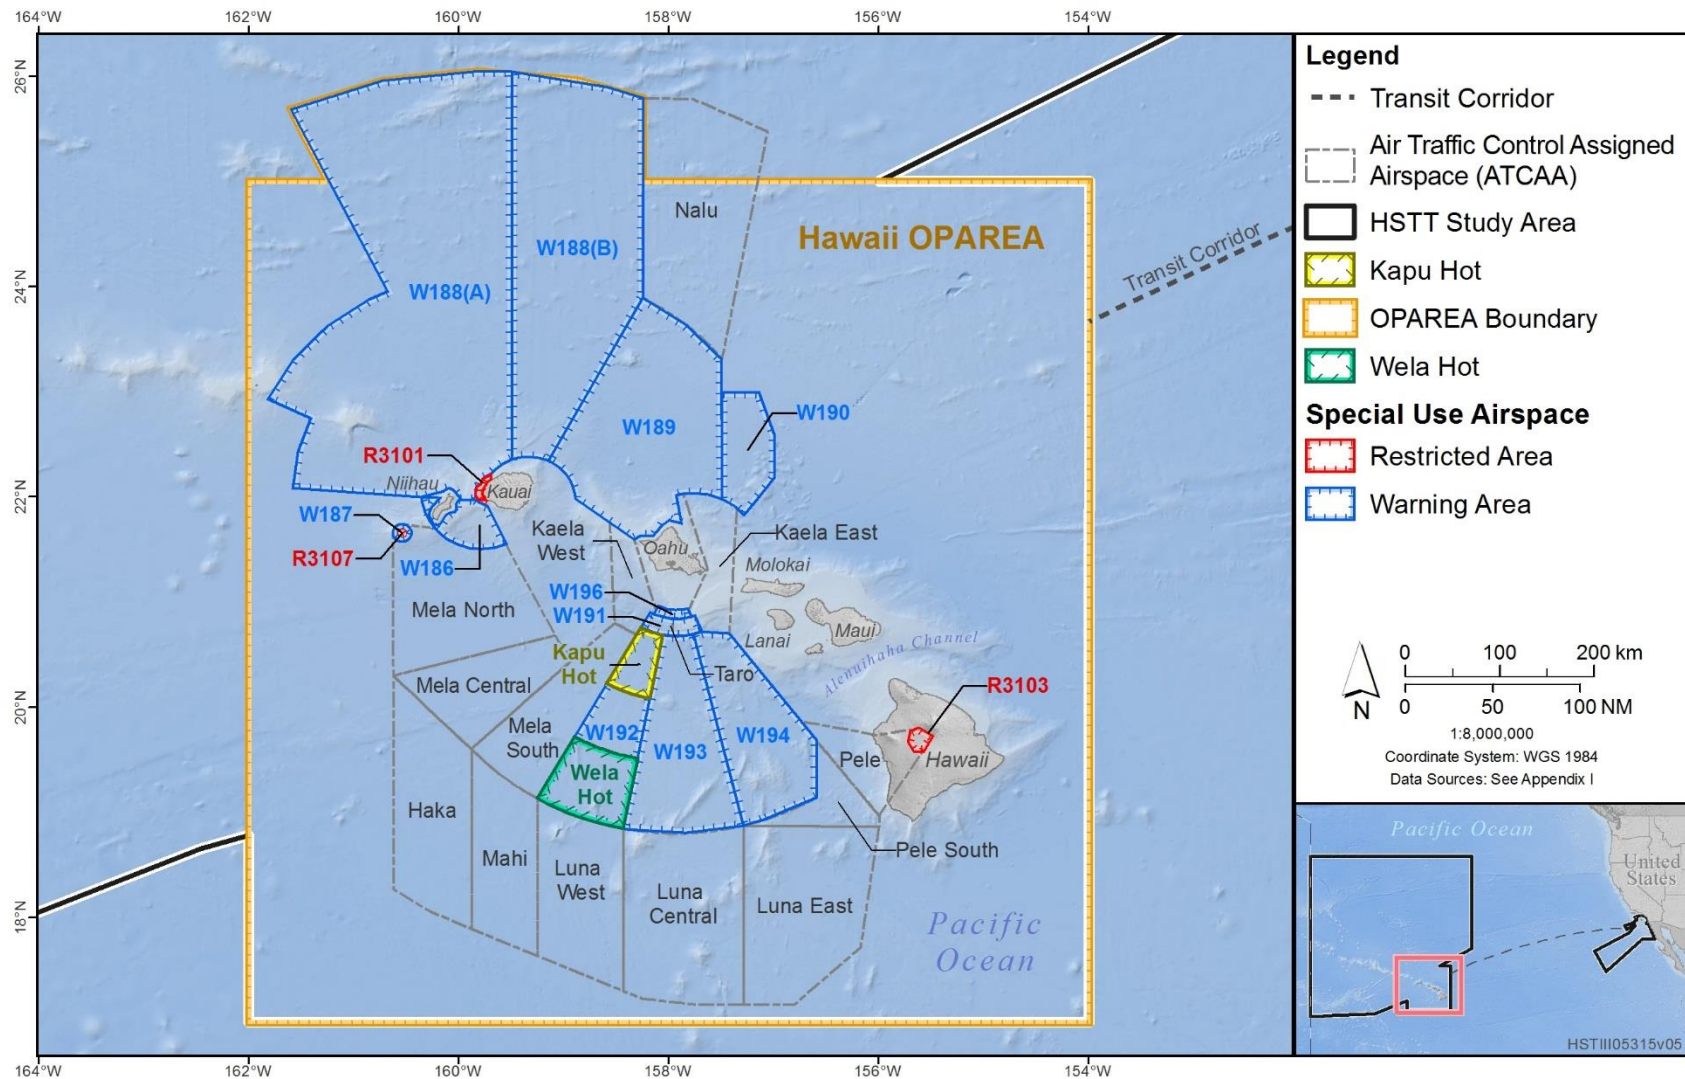 164°W
162°W
160°W
158°W
156°W
154°W
26°N
24°N
22°N
20°N
18°N
Nalu
Hawaii OPAREA
W188(B)
W188(A)
Transit Corridor
W190
W189
R3101
Niihau
Kauai
W187
R3107
W186
Kaela
West
Oahu
Kaela East
Molokai
W196
W191
Mela North
Lanai
Maui
Kapu
Hot
Taro
Alenuihaha Channel
Mela Central
R3103
Mela
South
W192
W193
W194
Pele
Hawaii
Wela
Hot
Haka
Mahi
Luna
West
Luna
Central
Luna East
Pele South
Pacific
Ocean
164°W
162°W
160°W
158°W
156°W
154°W
Legend
Transit Corridor
Air Traffic Control Assigned
Airspace (ATCAA)
HSTT Study Area
Kapu Hot
OPAREA Boundary
Wela Hot
Special Use Airspace
Restricted Area
Warning Area
N
0 100 200 km
0 50 100 NM
1:8,000,000
Coordinate System: WGS 1984
Data Sources: See Appendix I
Pacific Ocean
United
States
HSTIII05315v05